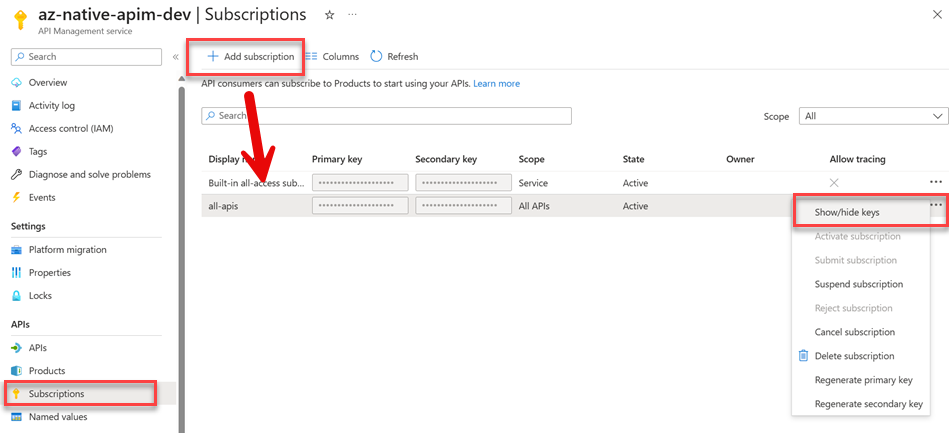 az-native-apim-dev | Subscriptions ☆ ···
API Management service
Search
«
Add subscription
Columns
Refresh
Overview
Activity log
Access control (IAM)
Tags
Diagnose and solve problems
Events
Settings
Platform migration
Properties
Locks
APIs
APIs
Products
Subscriptions
Named values
API consumers can subscribe to Products to start using your APIs. Learn more
Search
Scope
All
Display Primary key Secondary key Scope State Owner Allow tracing
Built-in all-access sub... •••••••••••••••••••• •••••••••••••••••••• Service Active
all-apis •••••••••••••••••••• •••••••••••••••••••• All APIs Active
Show/hide keys
Activate subscription
Submit subscription
Suspend subscription
Reject subscription
Cancel subscription
Delete subscription
Regenerate primary key
Regenerate secondary key